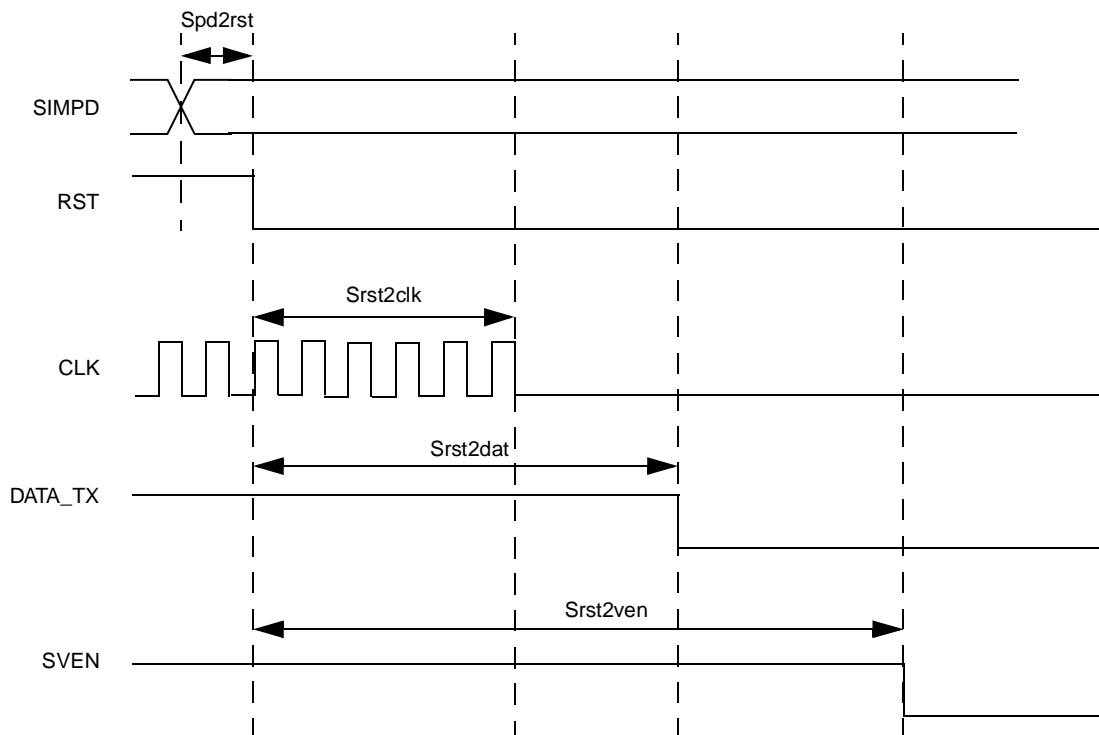 Spd2rst
SIMPD
RST
Srst2clk
CLK
Srst2dat
DATA_TX
Srst2ven
SVEN